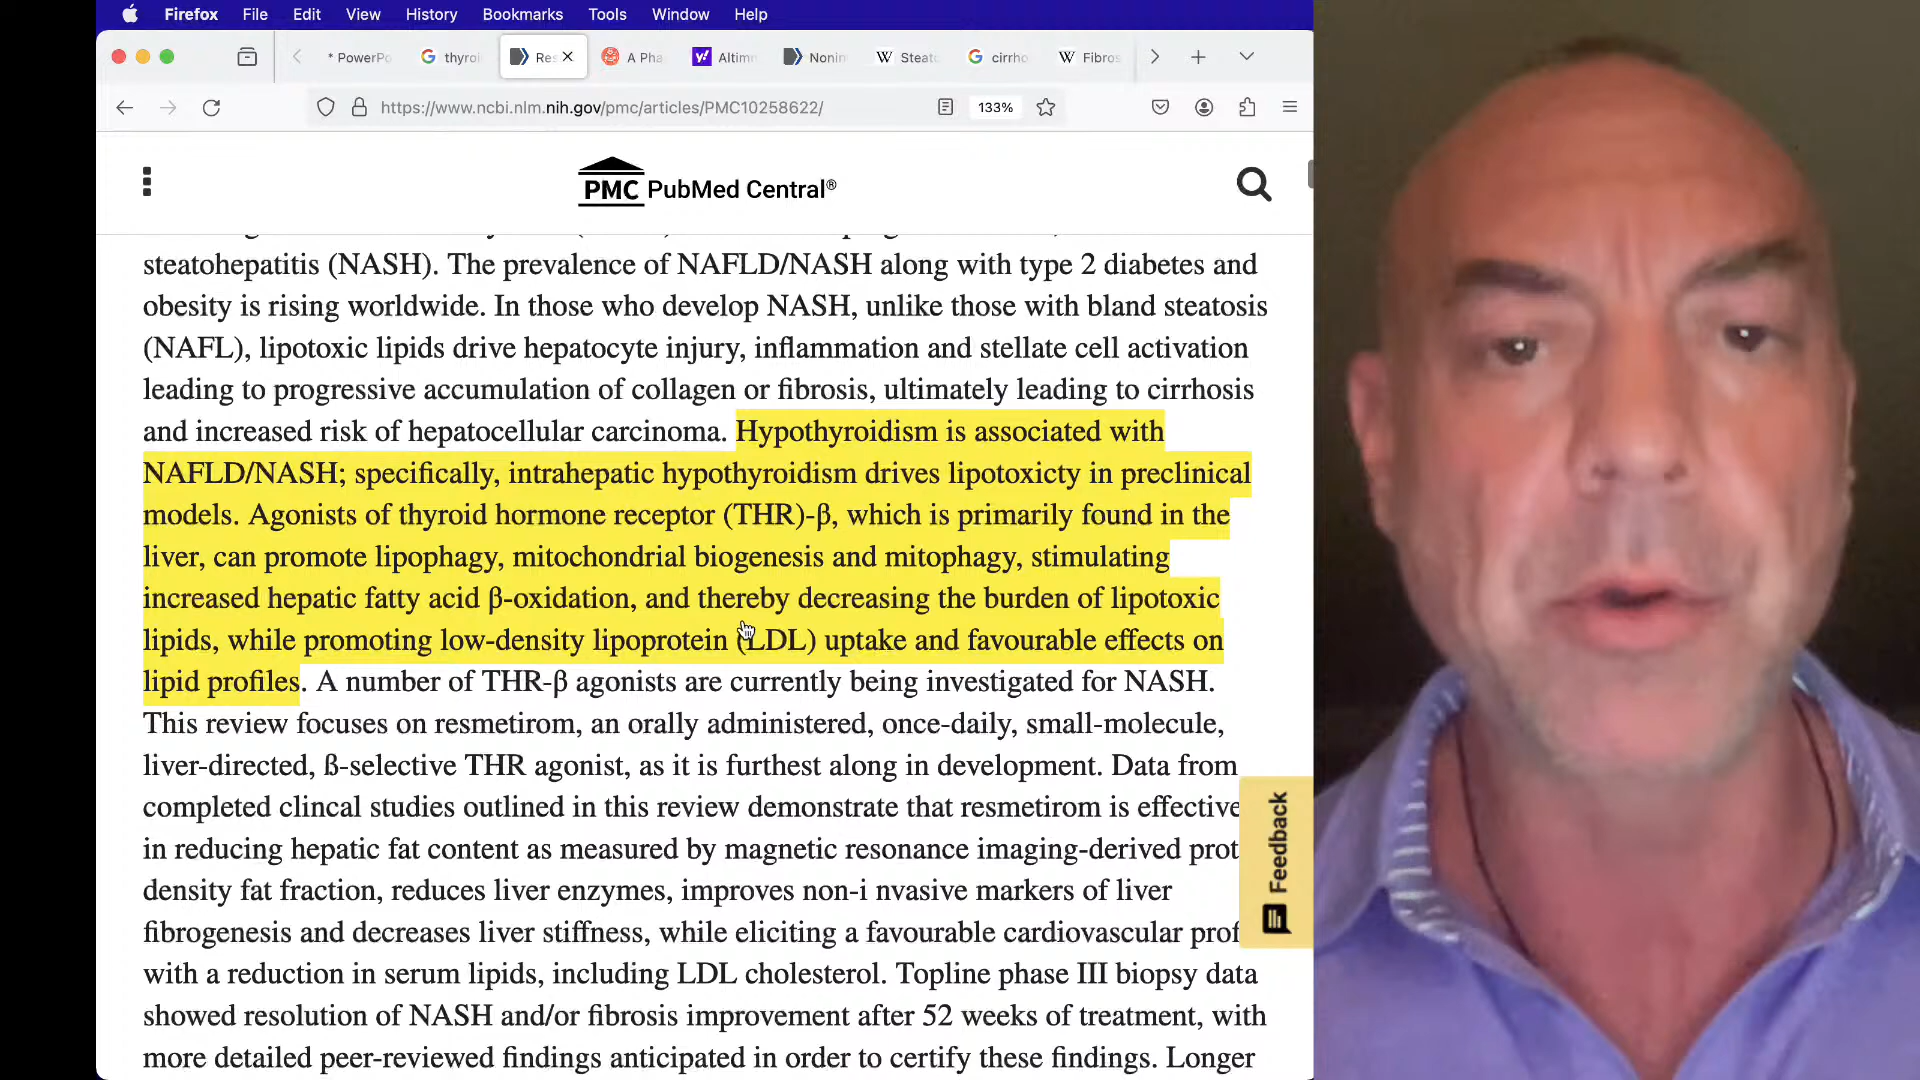 Firefox File Edit View History Bookmarks Tools Window Help
* PowerPo thyroi Res A Pha Altim Nonin Steato cirrho Fibros
https://www.ncbi.nlm.nih.gov/pmc/articles/PMC10258622/ 133%
PMC PubMed Central®
steatohepatitis (NASH). The prevalence of NAFLD/NASH along with type 2 diabetes and
obesity is rising worldwide. In those who develop NASH, unlike those with bland steatosis
(NAFL), lipotoxic lipids drive hepatocyte injury, inflammation and stellate cell activation
leading to progressive accumulation of collagen or fibrosis, ultimately leading to cirrhosis
and increased risk of hepatocellular carcinoma. Hypothyroidism is associated with
NAFLD/NASH; specifically, intrahepatic hypothyroidism drives lipotoxicty in preclinical
models. Agonists of thyroid hormone receptor (THR)-β, which is primarily found in the
liver, can promote lipophagy, mitochondrial biogenesis and mitophagy, stimulating
increased hepatic fatty acid β-oxidation, and thereby decreasing the burden of lipotoxic
lipids, while promoting low-density lipoprotein (LDL) uptake and favourable effects on
lipid profiles. A number of THR-β agonists are currently being investigated for NASH.
This review focuses on resmetirom, an orally administered, once-daily, small-molecule,
liver-directed, ß-selective THR agonist, as it is furthest along in development. Data from
completed clincal studies outlined in this review demonstrate that resmetirom is effective
in reducing hepatic fat content as measured by magnetic resonance imaging-derived prot
density fat fraction, reduces liver enzymes, improves non-i nvasive markers of liver
fibrogenesis and decreases liver stiffness, while eliciting a favourable cardiovascular prof
with a reduction in serum lipids, including LDL cholesterol. Topline phase III biopsy data
showed resolution of NASH and/or fibrosis improvement after 52 weeks of treatment, with
more detailed peer-reviewed findings anticipated in order to certify these findings. Longer
Feedback